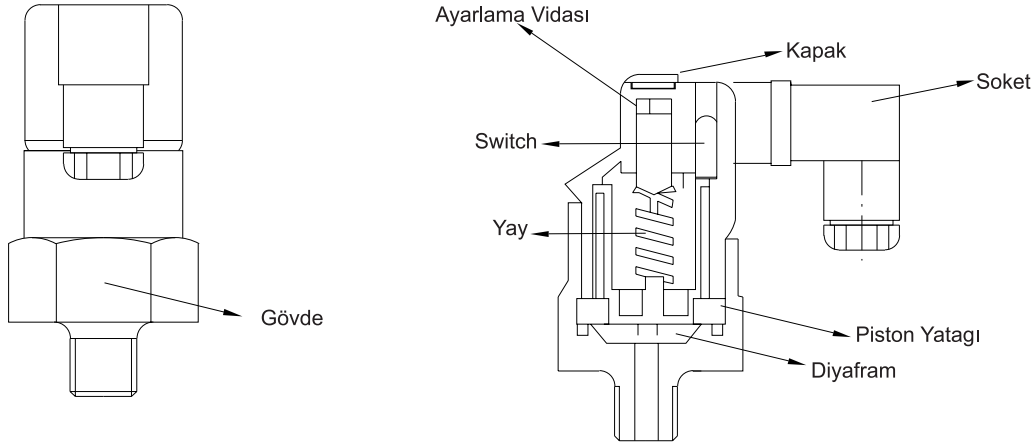 Ayarlama Vidası
Kapak
Soket
Switch
Yay
Gövde
Piston Yatagı
Diyafram